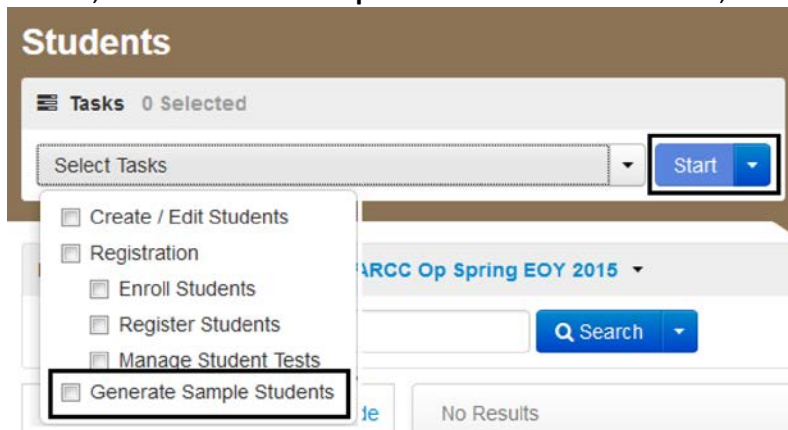 Students
Tasks 0 Selected
Select Tasks
Start
Create / Edit Students
Registration
Enroll Students
Register Students
Manage Student Tests
Generate Sample Students
ARCC Op Spring EOY 2015
Search
No Results